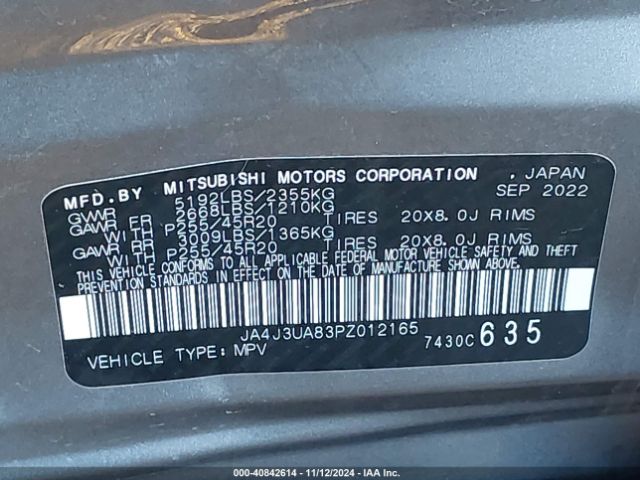 MFD.BY MITSUBISHI MOTORS CORPORATION , JAPAN
GVWR 5192LBS/2355KG SEP 2022
GAWR FR 2668LBS/1210KG
WITH P255/45R20 TIRES 20X8.0J RIMS
GAWR RR 3009LBS/1365KG
WITH P255/45R20 TIRES 20X8.0J RIMS
THIS VEHICLE CONFORMS TO ALL APPLICABLE FEDERAL MOTOR VEHICLE SAFETY AND THEFT
PREVENTION STANDARDS IN EFFECT ON THE DATE OF MANUFACTURE SHOWN ABOVE.
JA4J3UA83PZ012165
VEHICLE TYPE: MPV 7430C 635
000-40842614 - 11/12/2024 - IAA Inc.